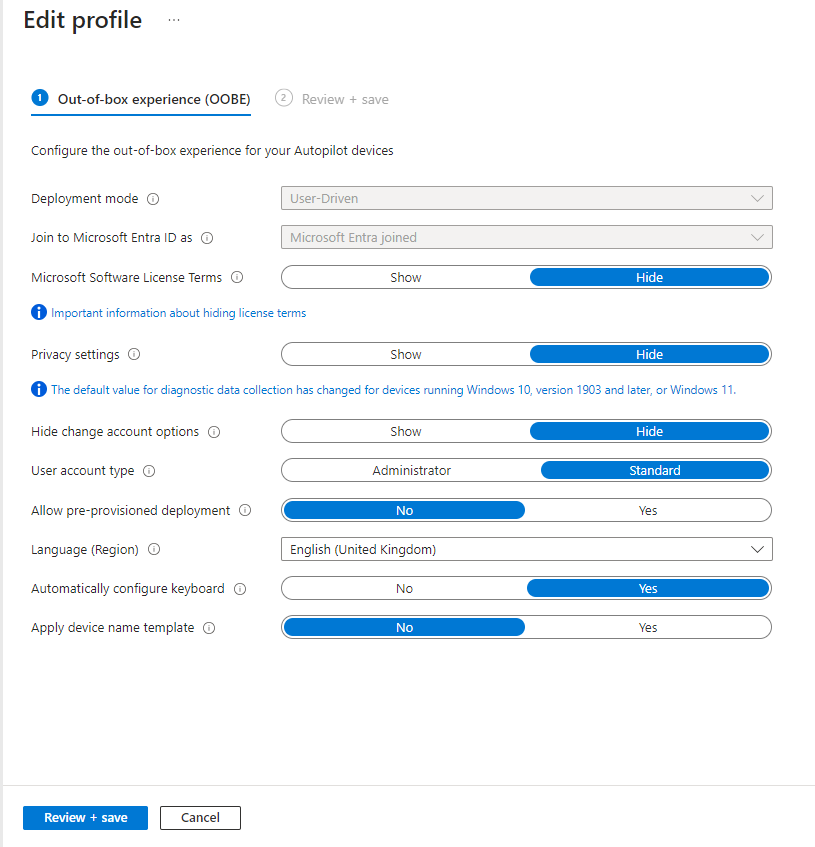 Edit profile ...
1 Out-of-box experience (OOBE) 2 Review + save
Configure the out-of-box experience for your Autopilot devices
Deployment mode User-Driven
Join to Microsoft Entra ID as Microsoft Entra joined
Microsoft Software License Terms Show Hide
Important information about hiding license terms
Privacy settings Show Hide
The default value for diagnostic data collection has changed for devices running Windows 10, version 1903 and later, or Windows 11.
Hide change account options Show Hide
User account type Administrator Standard
Allow pre-provisioned deployment No Yes
Language (Region) English (United Kingdom)
Automatically configure keyboard No Yes
Apply device name template No Yes
Review + save Cancel